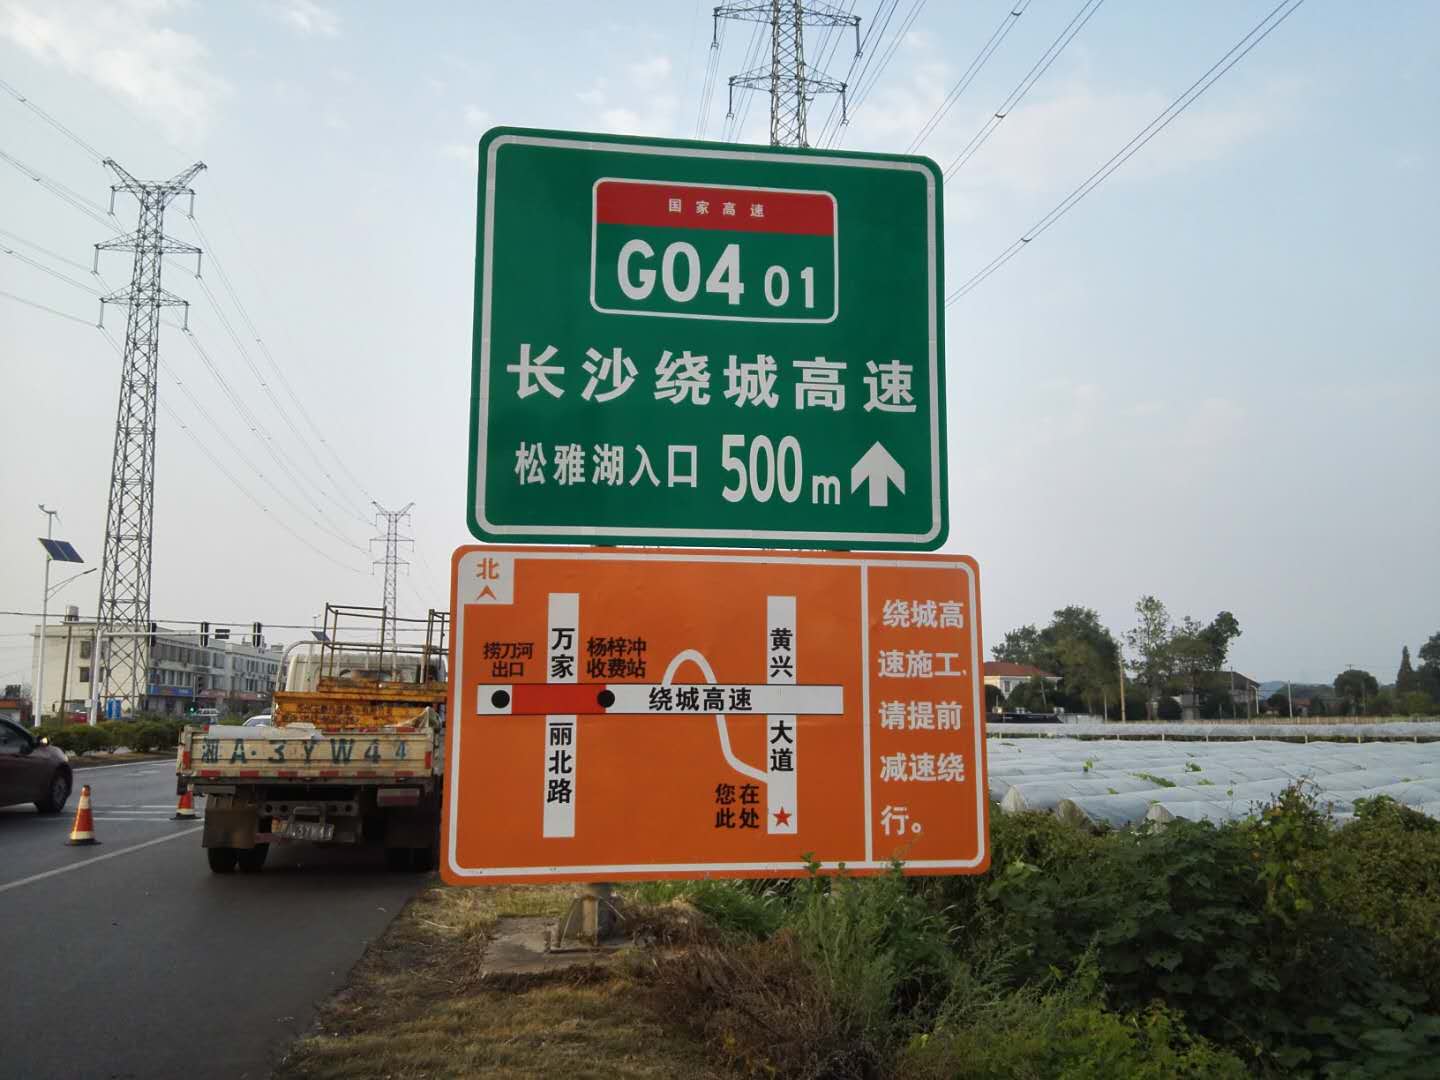 国家高速
G0401
长沙绕城高速
松雅湖入口 500m
北
捞刀河
出口
万家丽北路
杨梓冲
收费站
绕城高速
黄兴大道
您在
此处
绕城高
速施工,
请提前
减速绕
行。
湘A·3YW44